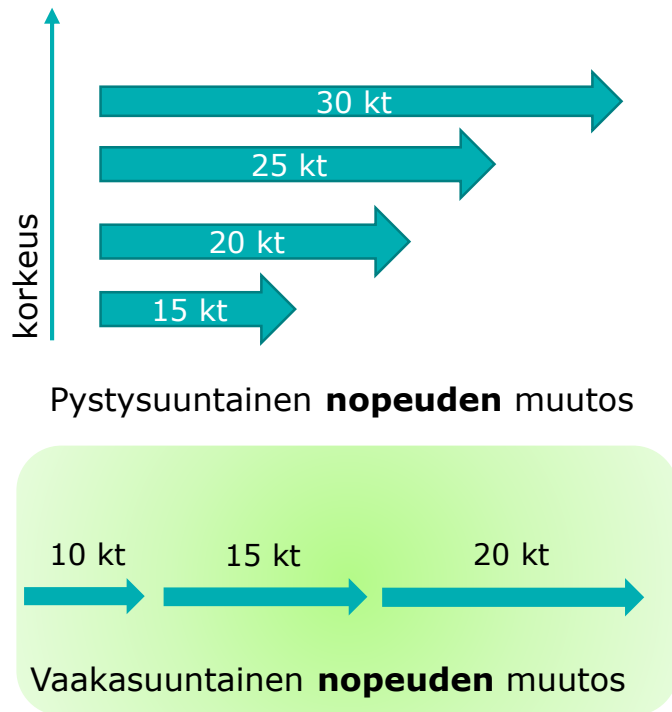 30 kt
25 kt
20 kt
15 kt
korkeus
Pystysuuntainen nopeuden muutos
10 kt 15 kt 20 kt
Vaakasuuntainen nopeuden muutos